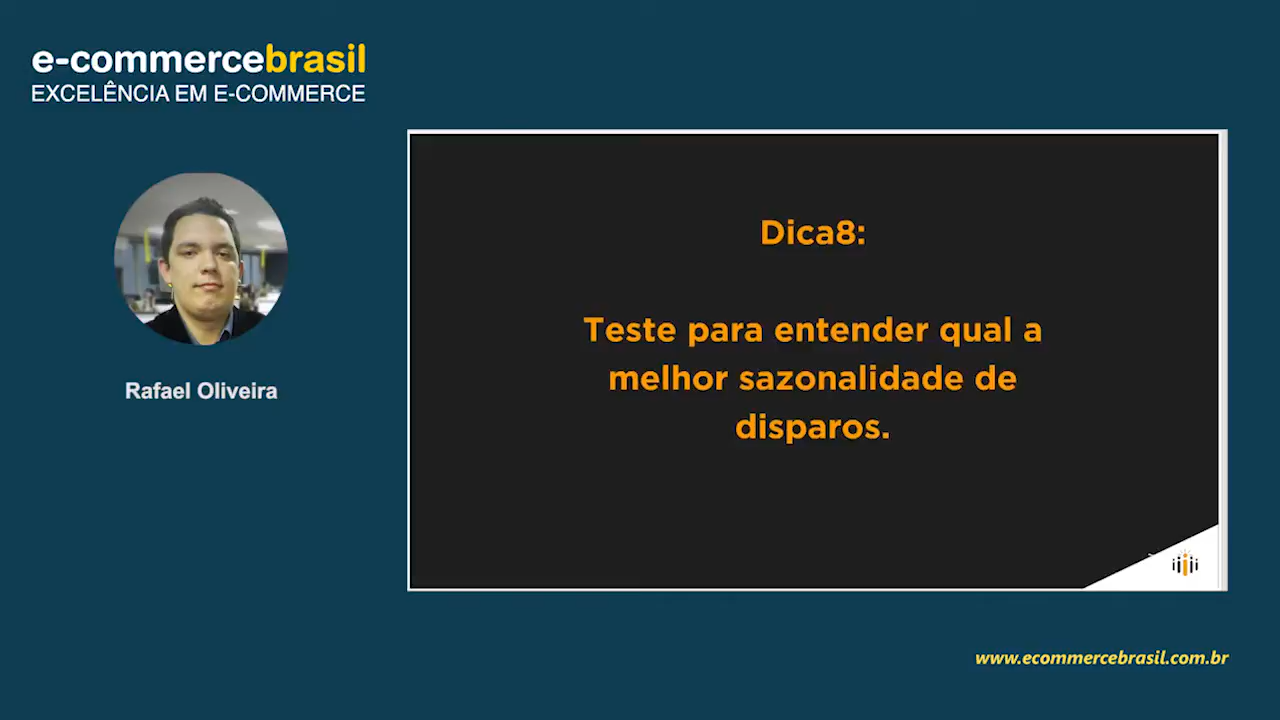 e-commercebrasil
EXCELÊNCIA EM E-COMMERCE
Rafael Oliveira
Dica8:
Teste para entender qual a
melhor sazonalidade de
disparos.
www.ecommercebrasil.com.br